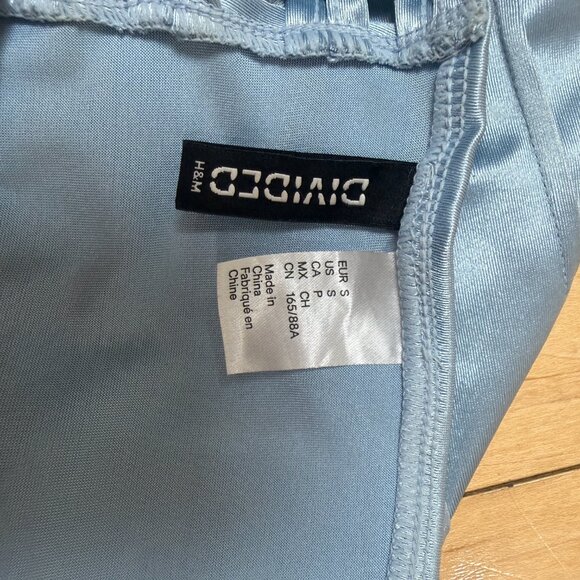 DIVIDED
H&M
EUR S
US S
CA P
MX CH
CN 165/88A
Made in
China
Fabriqué en
Chine